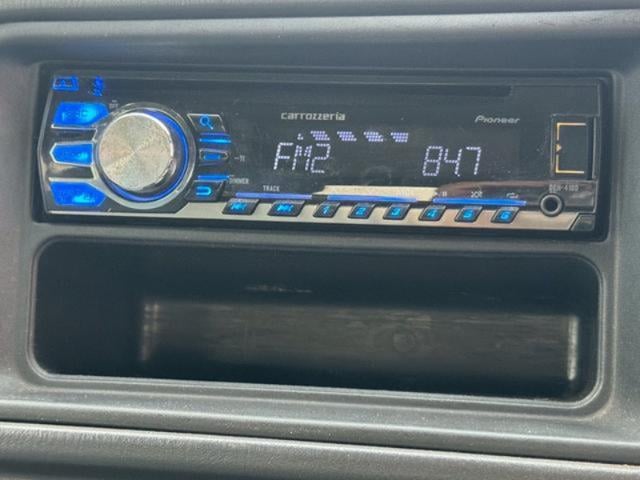 carrozzeria
Pioneer
FM2 84.7
DEH-4100
TRACK
1 2 3 4 5 6